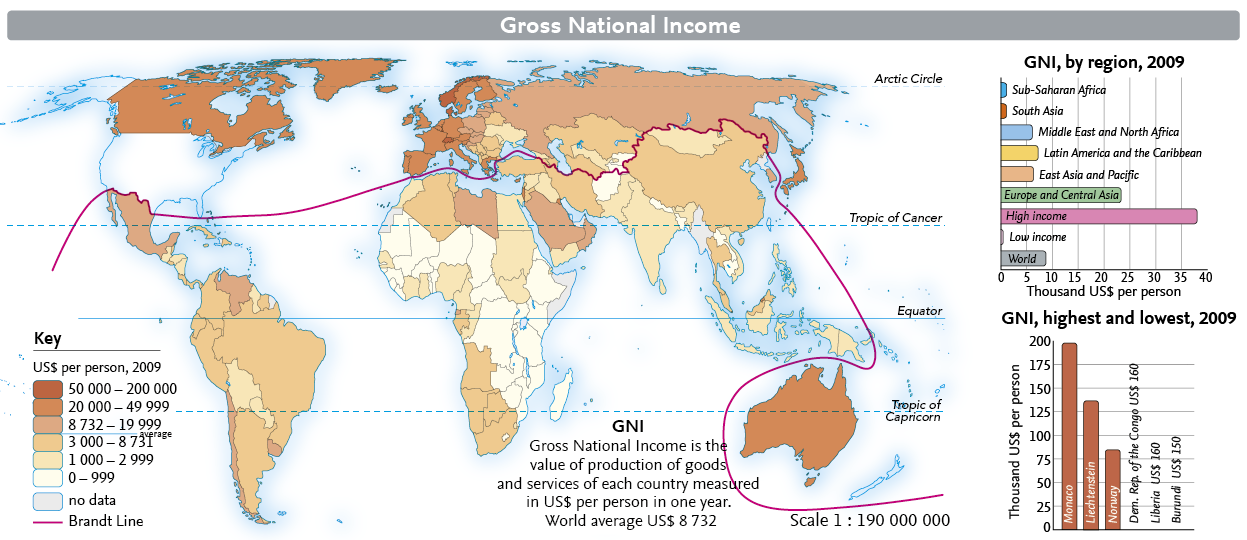 Gross National Income
Arctic Circle
Tropic of Cancer
Equator
Tropic of
Capricorn
Key
US$ per person, 2009
50 000 – 200 000
20 000 – 49 999
8 732 – 19 999
average
3 000 – 8 731
1 000 – 2 999
0 – 999
no data
Brandt Line
GNI
Gross National Income is the
value of production of goods
and services of each country measured
in US$ per person in one year.
World average US$ 8 732
Scale 1 : 190 000 000
GNI, by region, 2009
Sub-Saharan Africa
South Asia
Middle East and North Africa
Latin America and the Caribbean
East Asia and Pacific
Europe and Central Asia
High income
Low income
World
0 5 10 15 20 25 30 35 40
Thousand US$ per person
GNI, highest and lowest, 2009
Thousand US$ per person
200
175
150
125
100
75
50
25
0
Monaco
Liechtenstein
Norway
Dem. Rep. of the Congo US$ 160
Liberia US$ 160
Burundi US$ 150